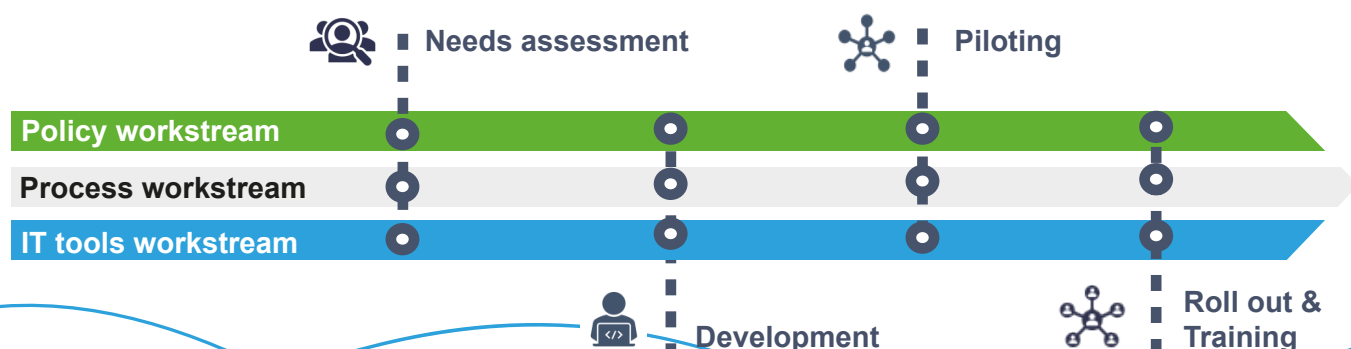 Needs assessment
Piloting
Policy workstream
Process workstream
IT tools workstream
</>
Development
Roll out &
Training